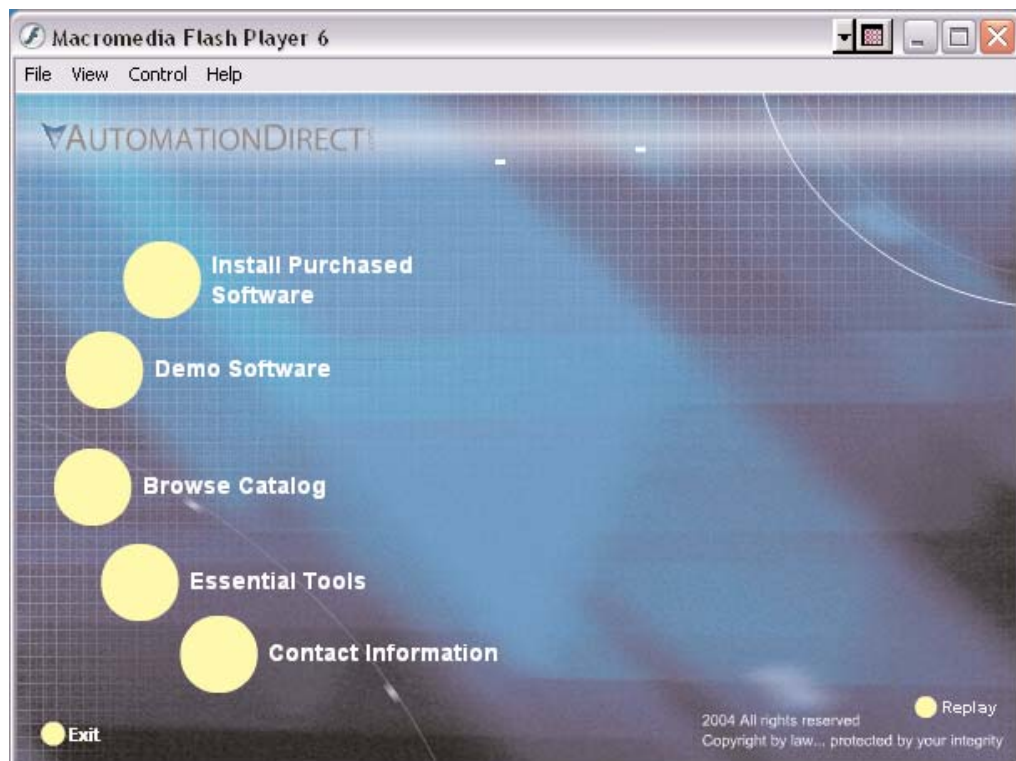 Macromedia Flash Player 6
File View Control Help
AUTOMATIONDIRECT
Install Purchased
Software
Demo Software
Browse Catalog
Essential Tools
Contact Information
Exit
Replay
2004 All rights reserved
Copyright by law... protected by your integrity